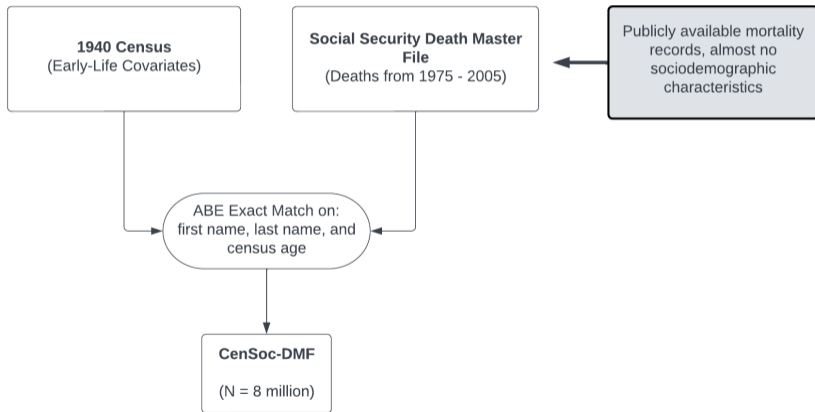 1940 Census
(Early-Life Covariates)
Social Security Death Master
File
(Deaths from 1975 - 2005)
Publicly available mortality
records, almost no
sociodemographic
characteristics
ABE Exact Match on:
first name, last name, and
census age
CenSoc-DMF
(N = 8 million)